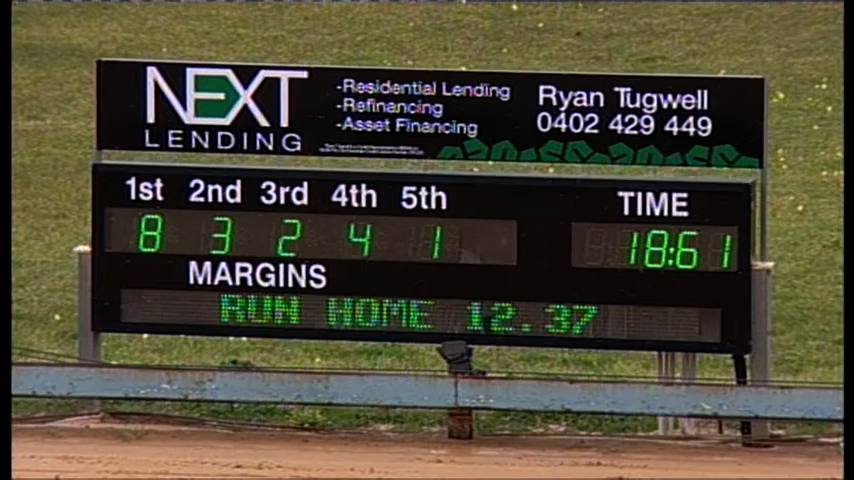 NEXT
LENDING
-Residential Lending
-Refinancing
-Asset Financing
Ryan Tugwell
0402 429 449
1st 2nd 3rd 4th 5th
8 3 2 4 1
TIME
18:61
MARGINS
RUN HOME 12.37